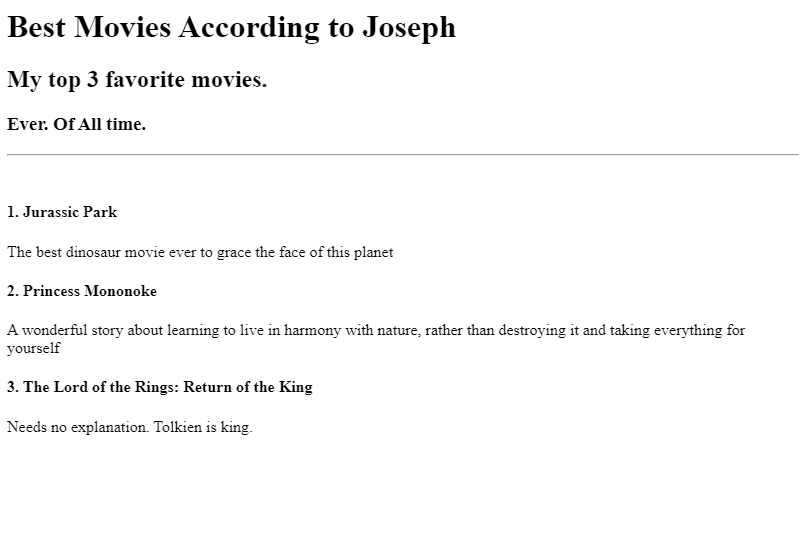 Best Movies According to Joseph
My top 3 favorite movies.
Ever. Of All time.
1. Jurassic Park
The best dinosaur movie ever to grace the face of this planet
2. Princess Mononoke
A wonderful story about learning to live in harmony with nature, rather than destroying it and taking everything for
yourself
3. The Lord of the Rings: Return of the King
Needs no explanation. Tolkien is king.